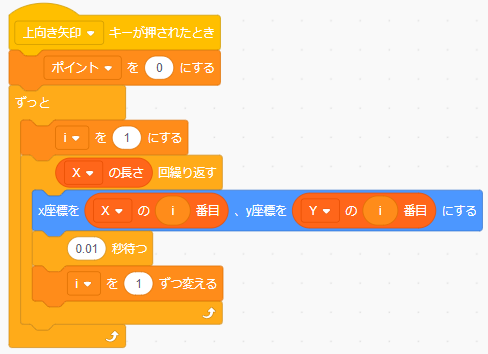 上向き矢印 キーが押されたとき
ポイント を 0 にする
ずっと
i を 1 にする
X の長さ 回繰り返す
x座標を X の i 番目 、y座標を Y の i 番目 にする
0.01 秒待つ
i を 1 ずつ変える